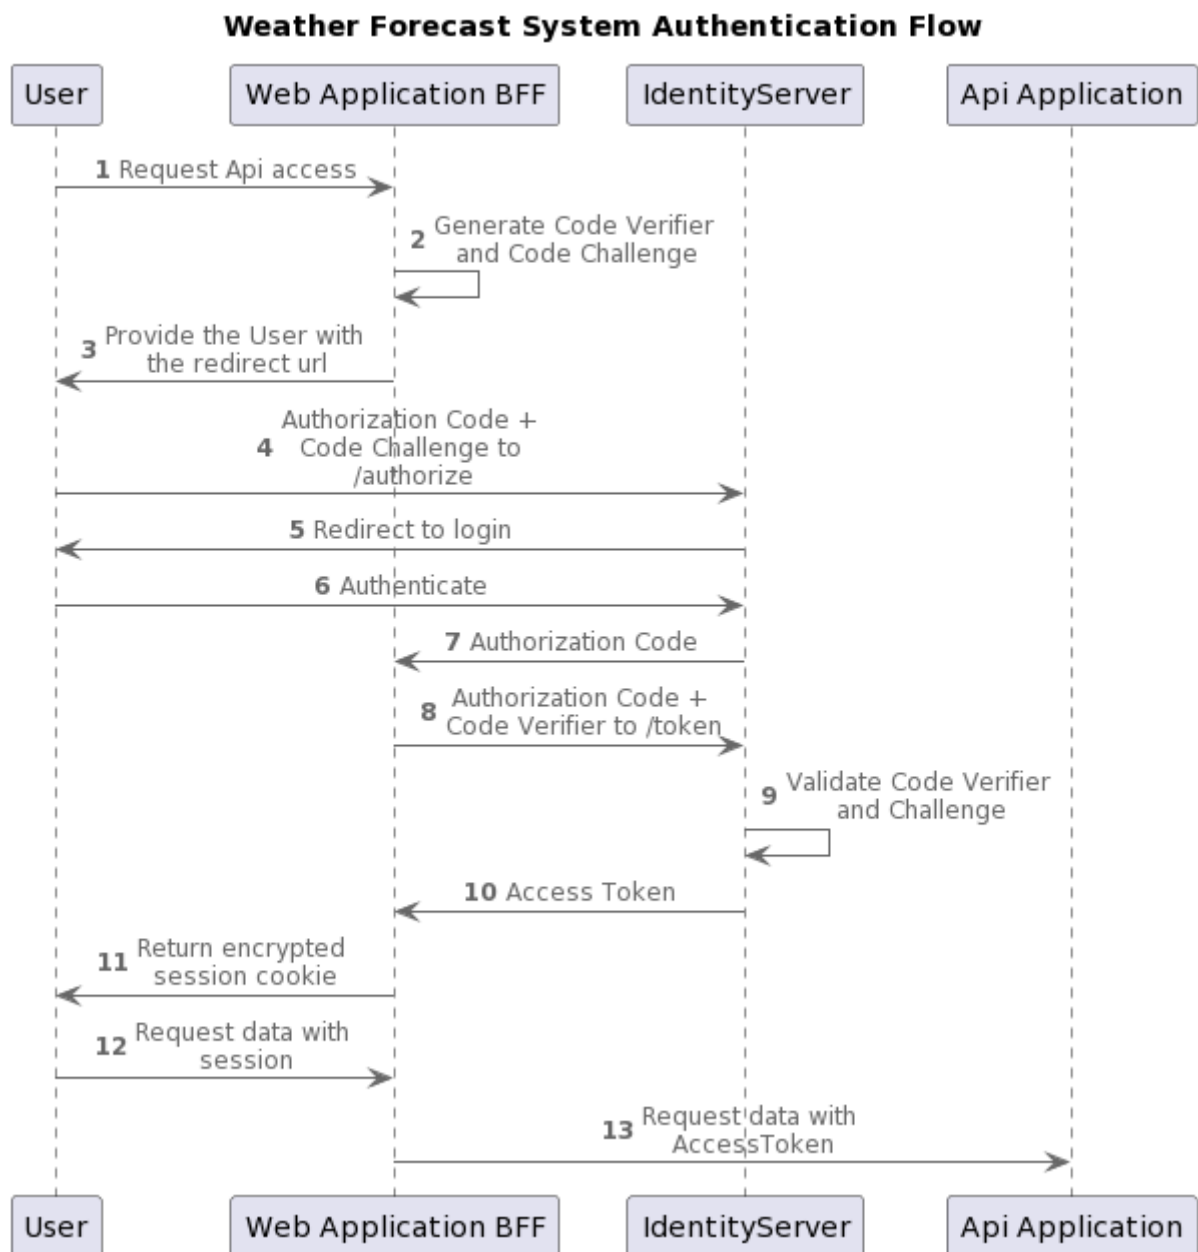 Weather Forecast System Authentication Flow
User
Web Application BFF
IdentityServer
Api Application
1 Request Api access
2 Generate Code Verifier
and Code Challenge
3 Provide the User with
the redirect url
Authorization Code +
4 Code Challenge to
/authorize
5 Redirect to login
6 Authenticate
7 Authorization Code
8 Authorization Code +
Code Verifier to /token
9 Validate Code Verifier
and Challenge
10 Access Token
11 Return encrypted
session cookie
12 Request data with
session
13 Request data with
AccessToken
User
Web Application BFF
IdentityServer
Api Application